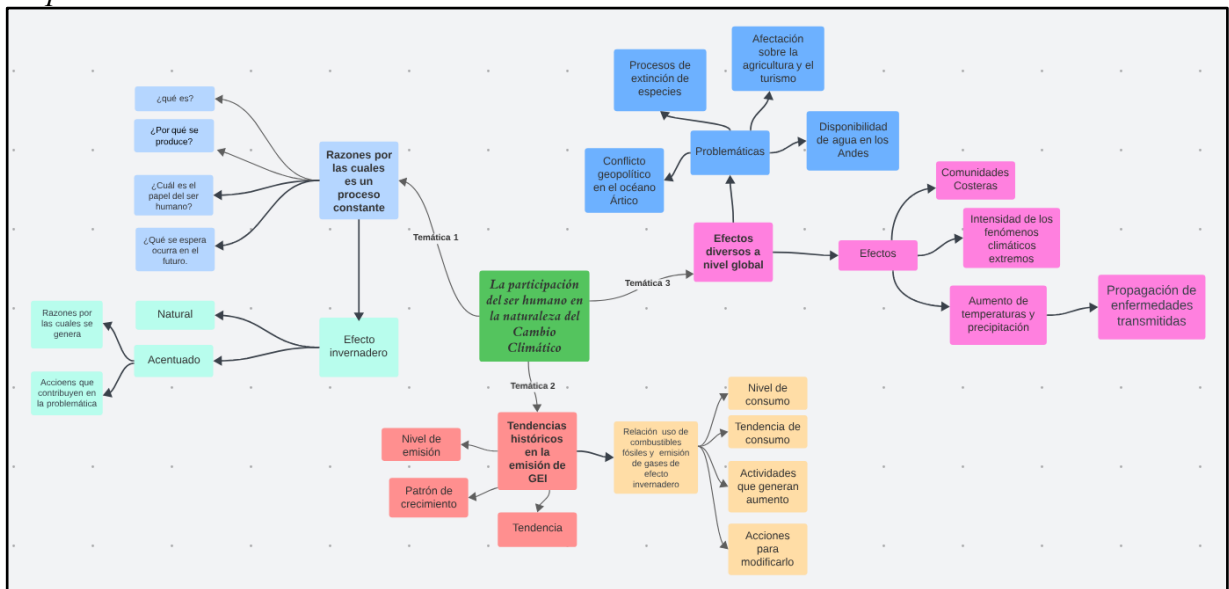 ¿qué es?
¿Por qué se
produce?
¿Cuál es el
papel del ser
humano?
¿Qué se espera
ocurra en el
futuro.
Razones por
las cuales
es un
proceso
constante
Temática 1
Efecto
invernadero
Natural
Acentuado
Razones por
las cuales se
genera
Accioens que
contribuyen en
la problemática
La participación
del ser humano en
la naturaleza del
Cambio
Climático
Temática 2
Tendencias
históricos
en la
emisión de
GEI
Nivel de
emisión
Patrón de
crecimiento
Tendencia
Relación uso de
combustibles
fósiles y emisión
de gases de
efecto
invernadero
Nivel de
consumo
Tendencia de
consumo
Actividades
que generan
aumento
Acciones
para
modificarlo
Temática 3
Efectos
diversos a
nivel global
Problemáticas
Procesos de
extinción de
especies
Afectación
sobre la
agricultura y el
turismo
Disponibilidad
de agua en los
Andes
Conflicto
geopolítico
en el océano
Ártico
Efectos
Comunidades
Costeras
Intensidad de los
fenómenos
climáticos
extremos
Aumento de
temperaturas y
precipitación
Propagación de
enfermedades
transmitidas